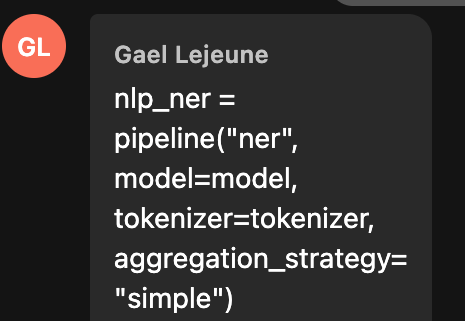 GL
Gael Lejeune
nlp_ner =
pipeline("ner",
model=model,
tokenizer=tokenizer,
aggregation_strategy=
"simple")